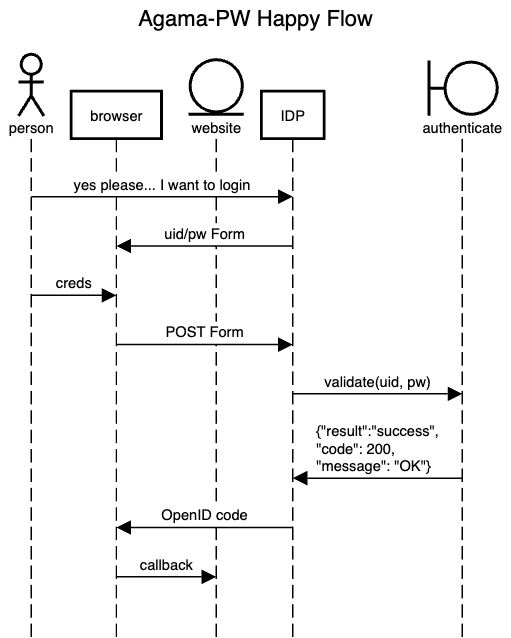 Agama-PW Happy Flow
person
browser
website
IDP
authenticate
yes please... I want to login
uid/pw Form
creds
POST Form
validate(uid, pw)
{"result":"success",
"code": 200,
"message": "OK"}
OpenID code
callback